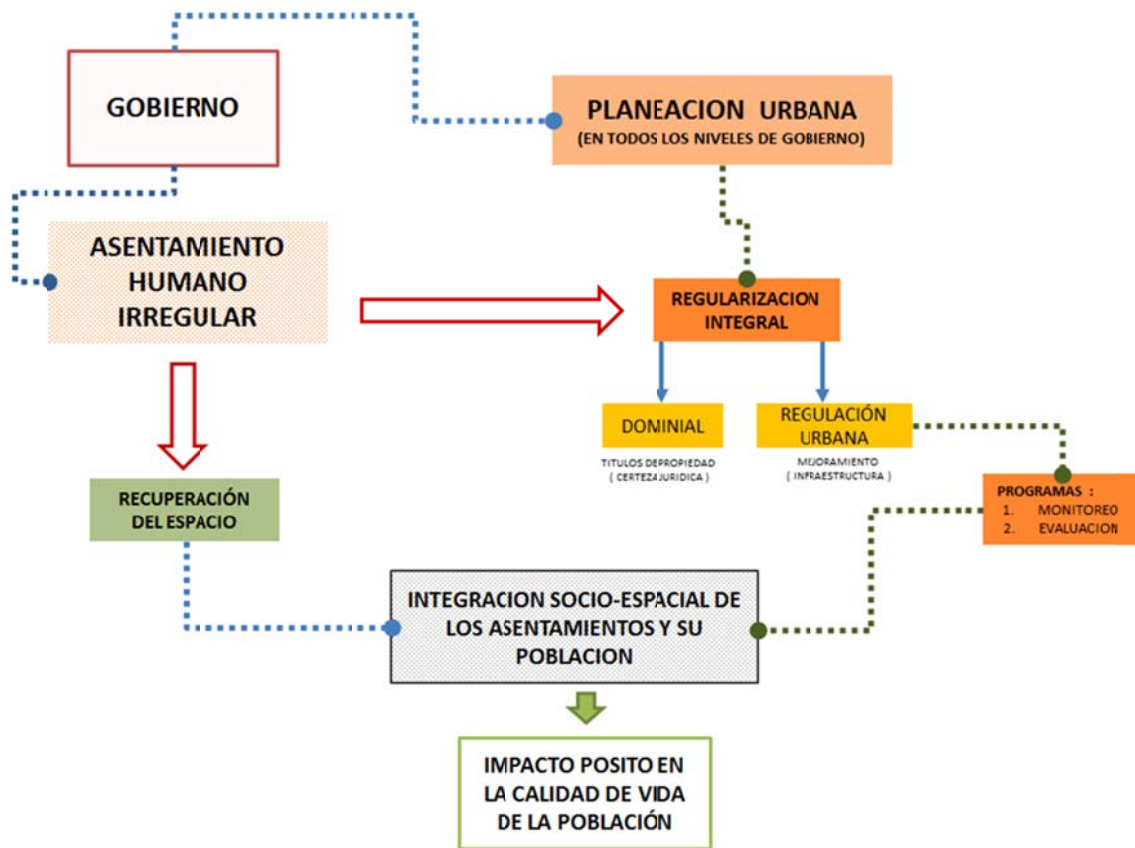 GOBIERNO
PLANEACION URBANA
(EN TODOS LOS NIVELES DE GOBIERNO)
ASENTAMIENTO
HUMANO
IRREGULAR
REGULARIZACION
INTEGRAL
DOMINIAL
TITULOS DEPROPIEDAD
( CERTEZA JURIDICA )
REGULACIÓN
URBANA
MEJORAMIENTO
( INFRAESTRUCTURA )
RECUPERACIÓN
DEL ESPACIO
PROGRAMAS :
1. MONITOREO
2. EVALUACION
INTEGRACION SOCIO-ESPACIAL DE
LOS ASENTAMIENTOS Y SU
POBLACION
IMPACTO POSITO EN
LA CALIDAD DE VIDA
DE LA POBLACIÓN